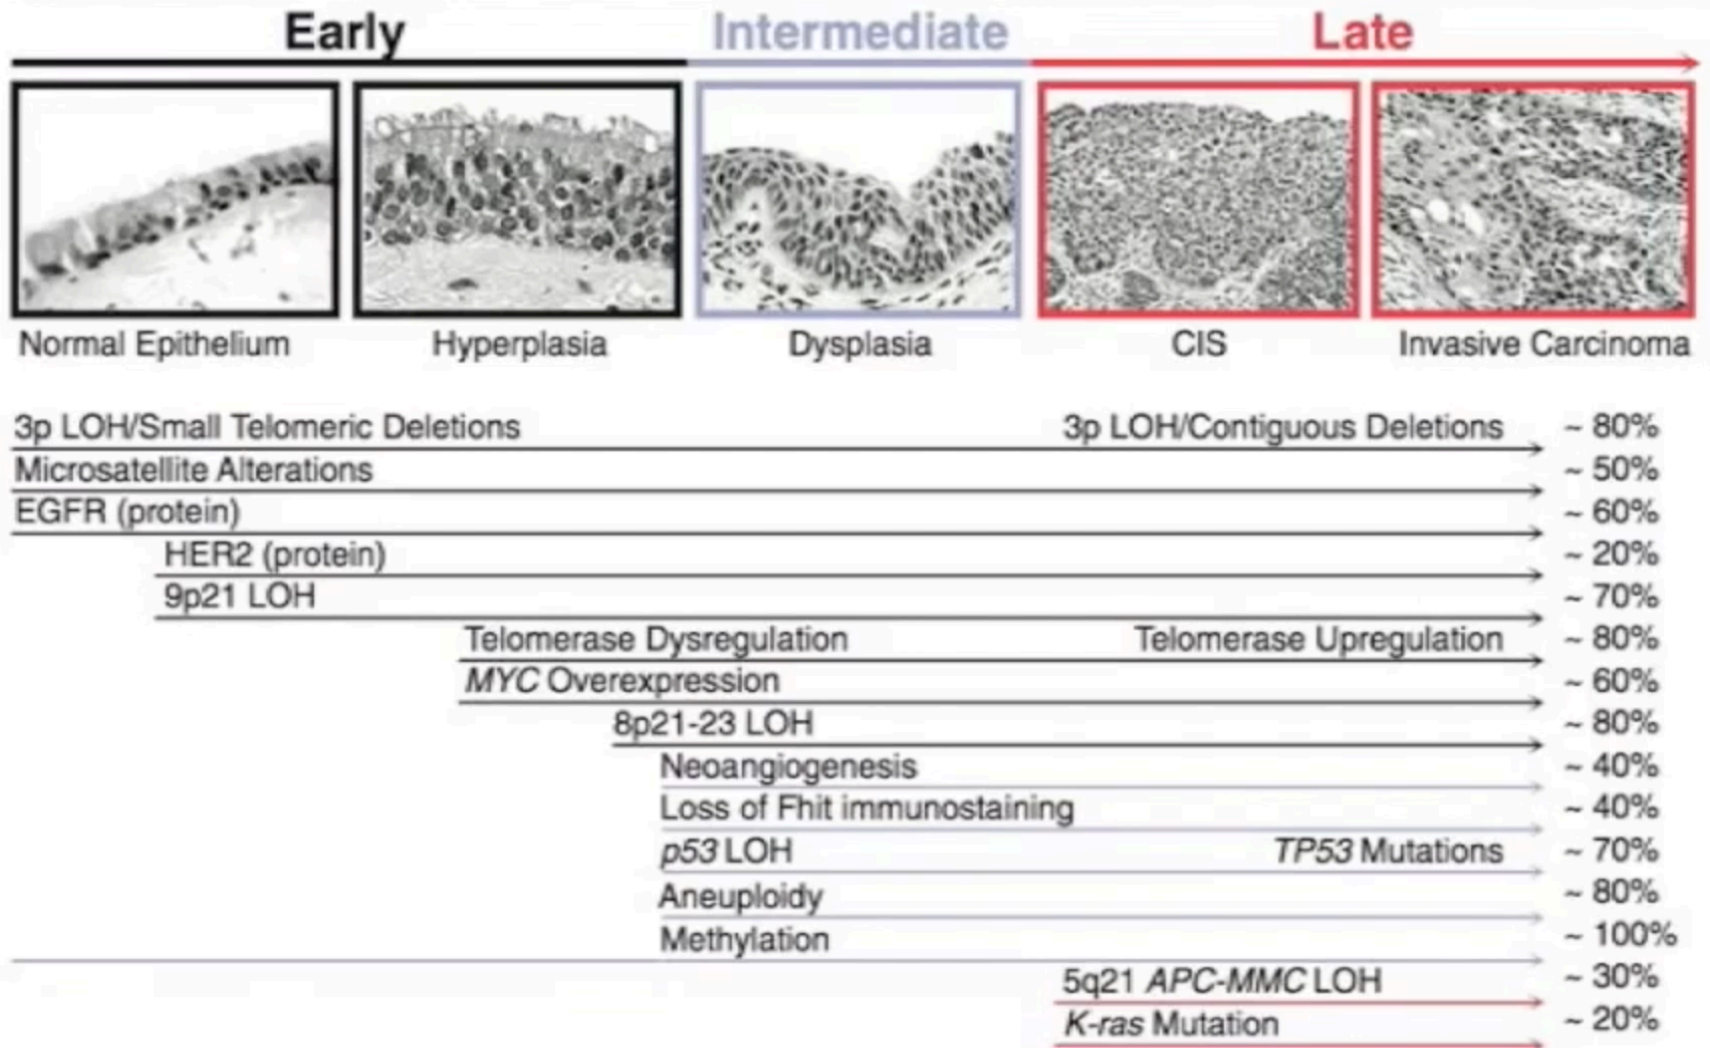 Early Intermediate Late
Normal Epithelium Hyperplasia Dysplasia CIS Invasive Carcinoma
3p LOH/Small Telomeric Deletions 3p LOH/Contiguous Deletions ~ 80%
Microsatellite Alterations ~ 50%
EGFR (protein) ~ 60%
HER2 (protein) ~ 20%
9p21 LOH ~ 70%
Telomerase Dysregulation Telomerase Upregulation ~ 80%
MYC Overexpression ~ 60%
8p21-23 LOH ~ 80%
Neoangiogenesis ~ 40%
Loss of Fhit immunostaining ~ 40%
p53 LOH TP53 Mutations ~ 70%
Aneuploidy ~ 80%
Methylation ~ 100%
5q21 APC-MMC LOH ~ 30%
K-ras Mutation ~ 20%